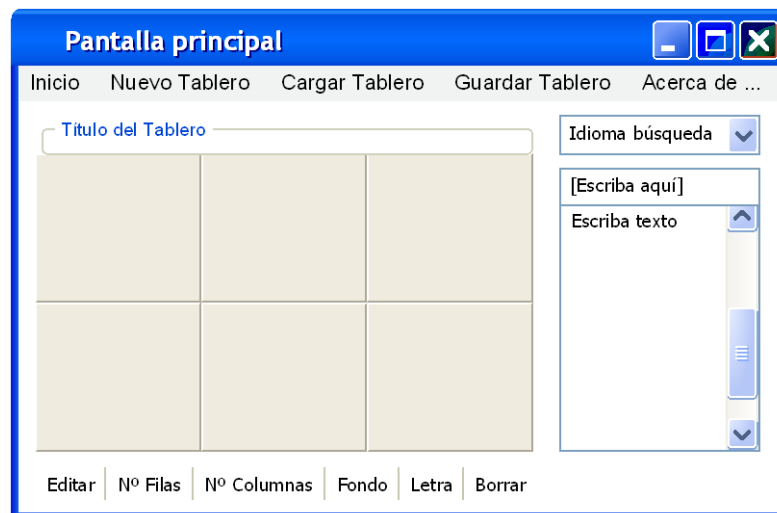 Pantalla principal
Inicio Nuevo Tablero Cargar Tablero Guardar Tablero Acerca de ...
Título del Tablero
Idioma búsqueda
[Escriba aquí]
Escriba texto
Editar Nº Filas Nº Columnas Fondo Letra Borrar